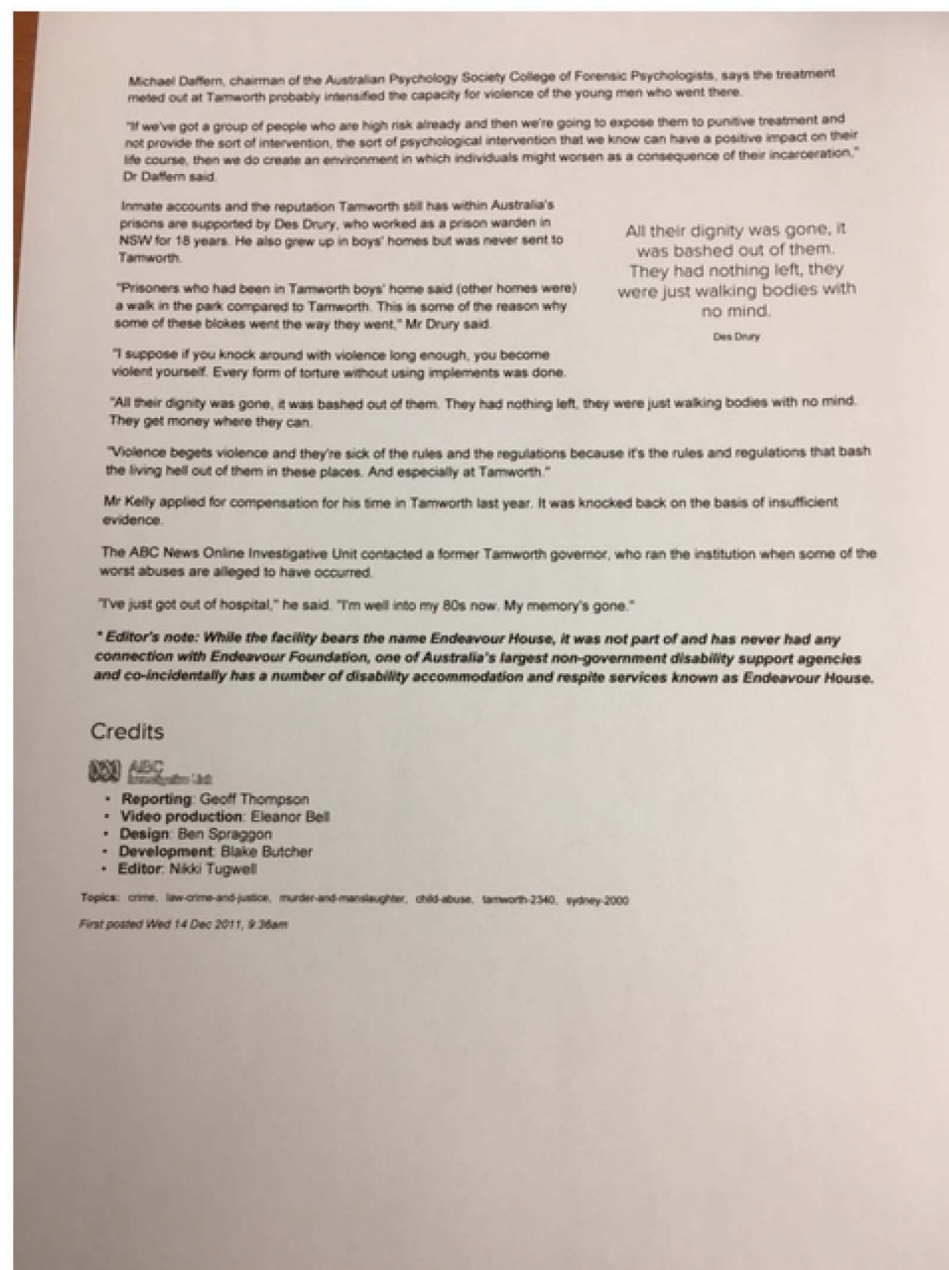 Michael Daffern, chairman of the Australian Psychology Society College of Forensic Psychologists, says the treatment
meted out at Tamworth probably intensified the capacity for violence of the young men who went there.
"If we've got a group of people who are high risk already and then we're going to expose them to punitive treatment and
not provide the sort of intervention, the sort of psychological intervention that we know can have a positive impact on their
life course, then we do create an environment in which individuals might worsen as a consequence of their incarceration,"
Dr Daffern said.
Inmate accounts and the reputation Tamworth still has within Australia's
prisons are supported by Des Drury, who worked as a prison warden in
NSW for 18 years. He also grew up in boys' homes but was never sent to
Tamworth.
"Prisoners who had been in Tamworth boys' home said (other homes were)
a walk in the park compared to Tamworth. This is some of the reason why
some of these blokes went the way they went," Mr Drury said.
"I suppose if you knock around with violence long enough, you become
violent yourself. Every form of torture without using implements was done.
All their dignity was gone, it
was bashed out of them.
They had nothing left, they
were just walking bodies with
no mind.
Des Drury
"All their dignity was gone, it was bashed out of them. They had nothing left, they were just walking bodies with no mind.
They get money where they can.
"Violence begets violence and they're sick of the rules and the regulations because it's the rules and regulations that bash
the living hell out of them in these places. And especially at Tamworth."
Mr Kelly applied for compensation for his time in Tamworth last year. It was knocked back on the basis of insufficient
evidence.
The ABC News Online Investigative Unit contacted a former Tamworth governor, who ran the institution when some of the
worst abuses are alleged to have occurred.
"I've just got out of hospital," he said. "I'm well into my 80s now. My memory's gone."
* Editor's note: While the facility bears the name Endeavour House, it was not part of and has never had any
connection with Endeavour Foundation, one of Australia's largest non-government disability support agencies
and co-incidentally has a number of disability accommodation and respite services known as Endeavour House.
Credits
ABC
Investigative Unit
• Reporting: Geoff Thompson
• Video production: Eleanor Bell
• Design: Ben Spraggon
• Development: Blake Butcher
• Editor: Nikki Tugwell
Topics: crime, law-crime-and-justice, murder-and-manslaughter, child-abuse, tamworth-2340, sydney-2000
First posted Wed 14 Dec 2011, 9:36am